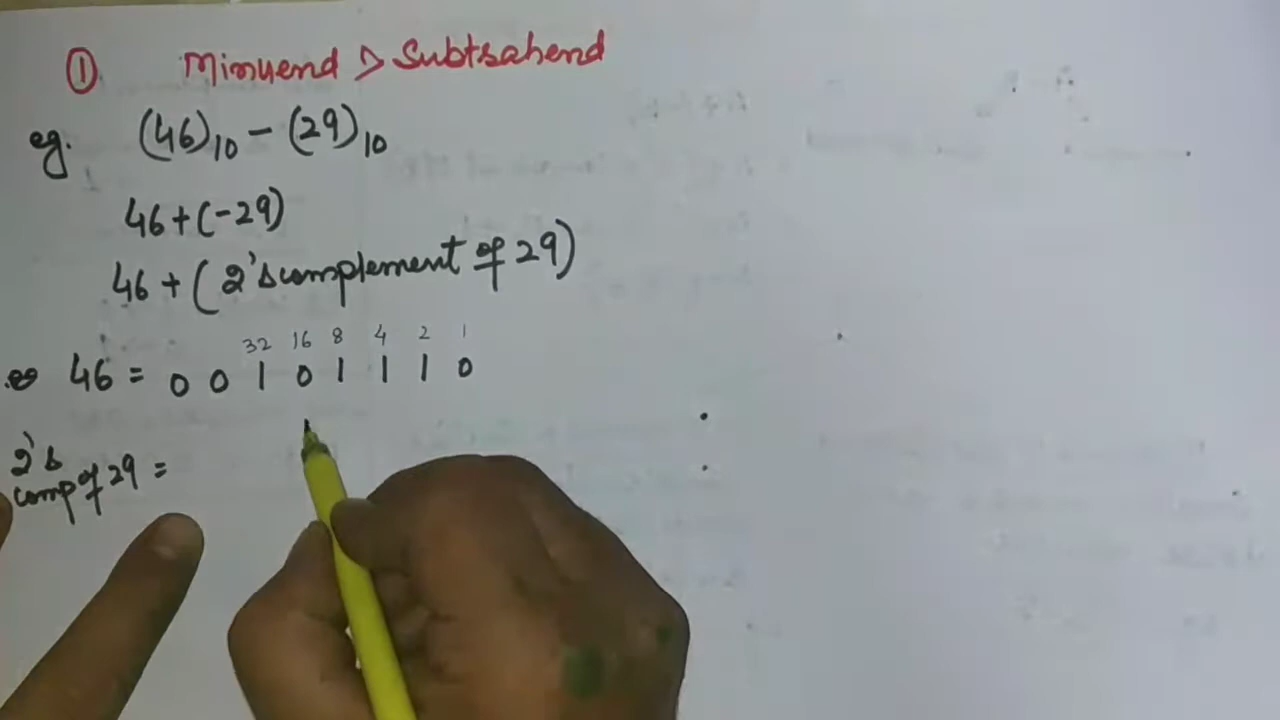 ① Minuend > Subtrahend
eg. (46)10 - (29)10
46+(-29)
46 + (2's complement of 29)
32 16 8 4 2 1
46 = 0 0 1 0 1 1 1 0
2's
comp of 29 =